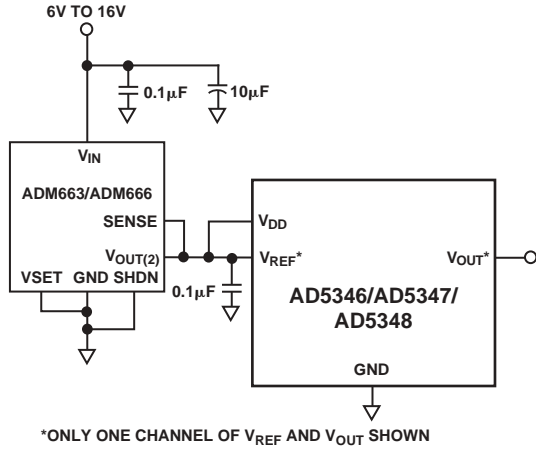 6V TO 16V
0.1μF
10μF
VIN
ADM663/ADM666
SENSE
VOUT(2)
VSET GND SHDN
0.1μF
VDD
VREF*
VOUT*
AD5346/AD5347/
AD5348
GND
*ONLY ONE CHANNEL OF VREF AND VOUT SHOWN